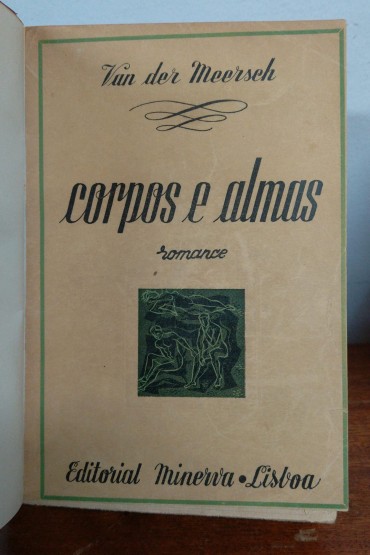 Van der Meersch
corpos e almas
romance
Editorial Minerva • Lisboa